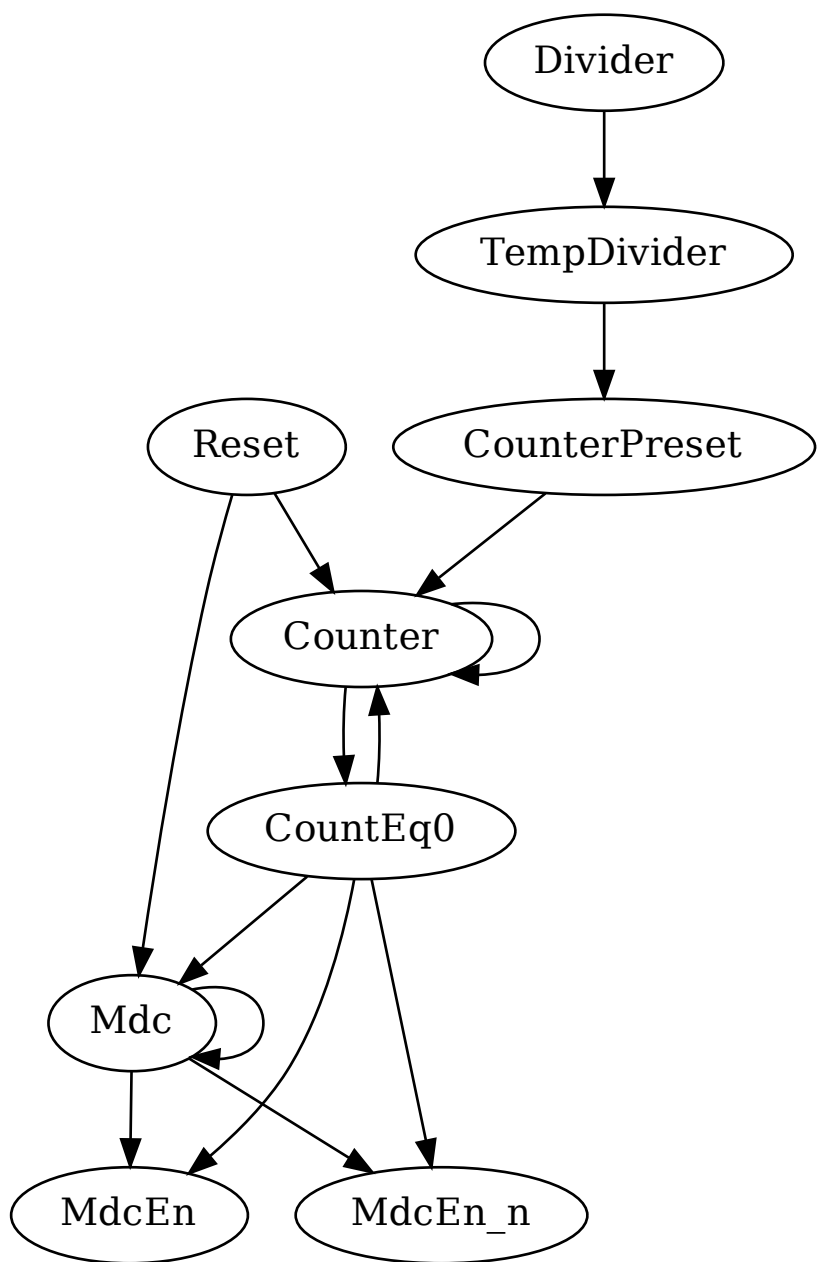 Divider
TempDivider
Reset
CounterPreset
Counter
CountEq0
Mdc
MdcEn
MdcEn_n